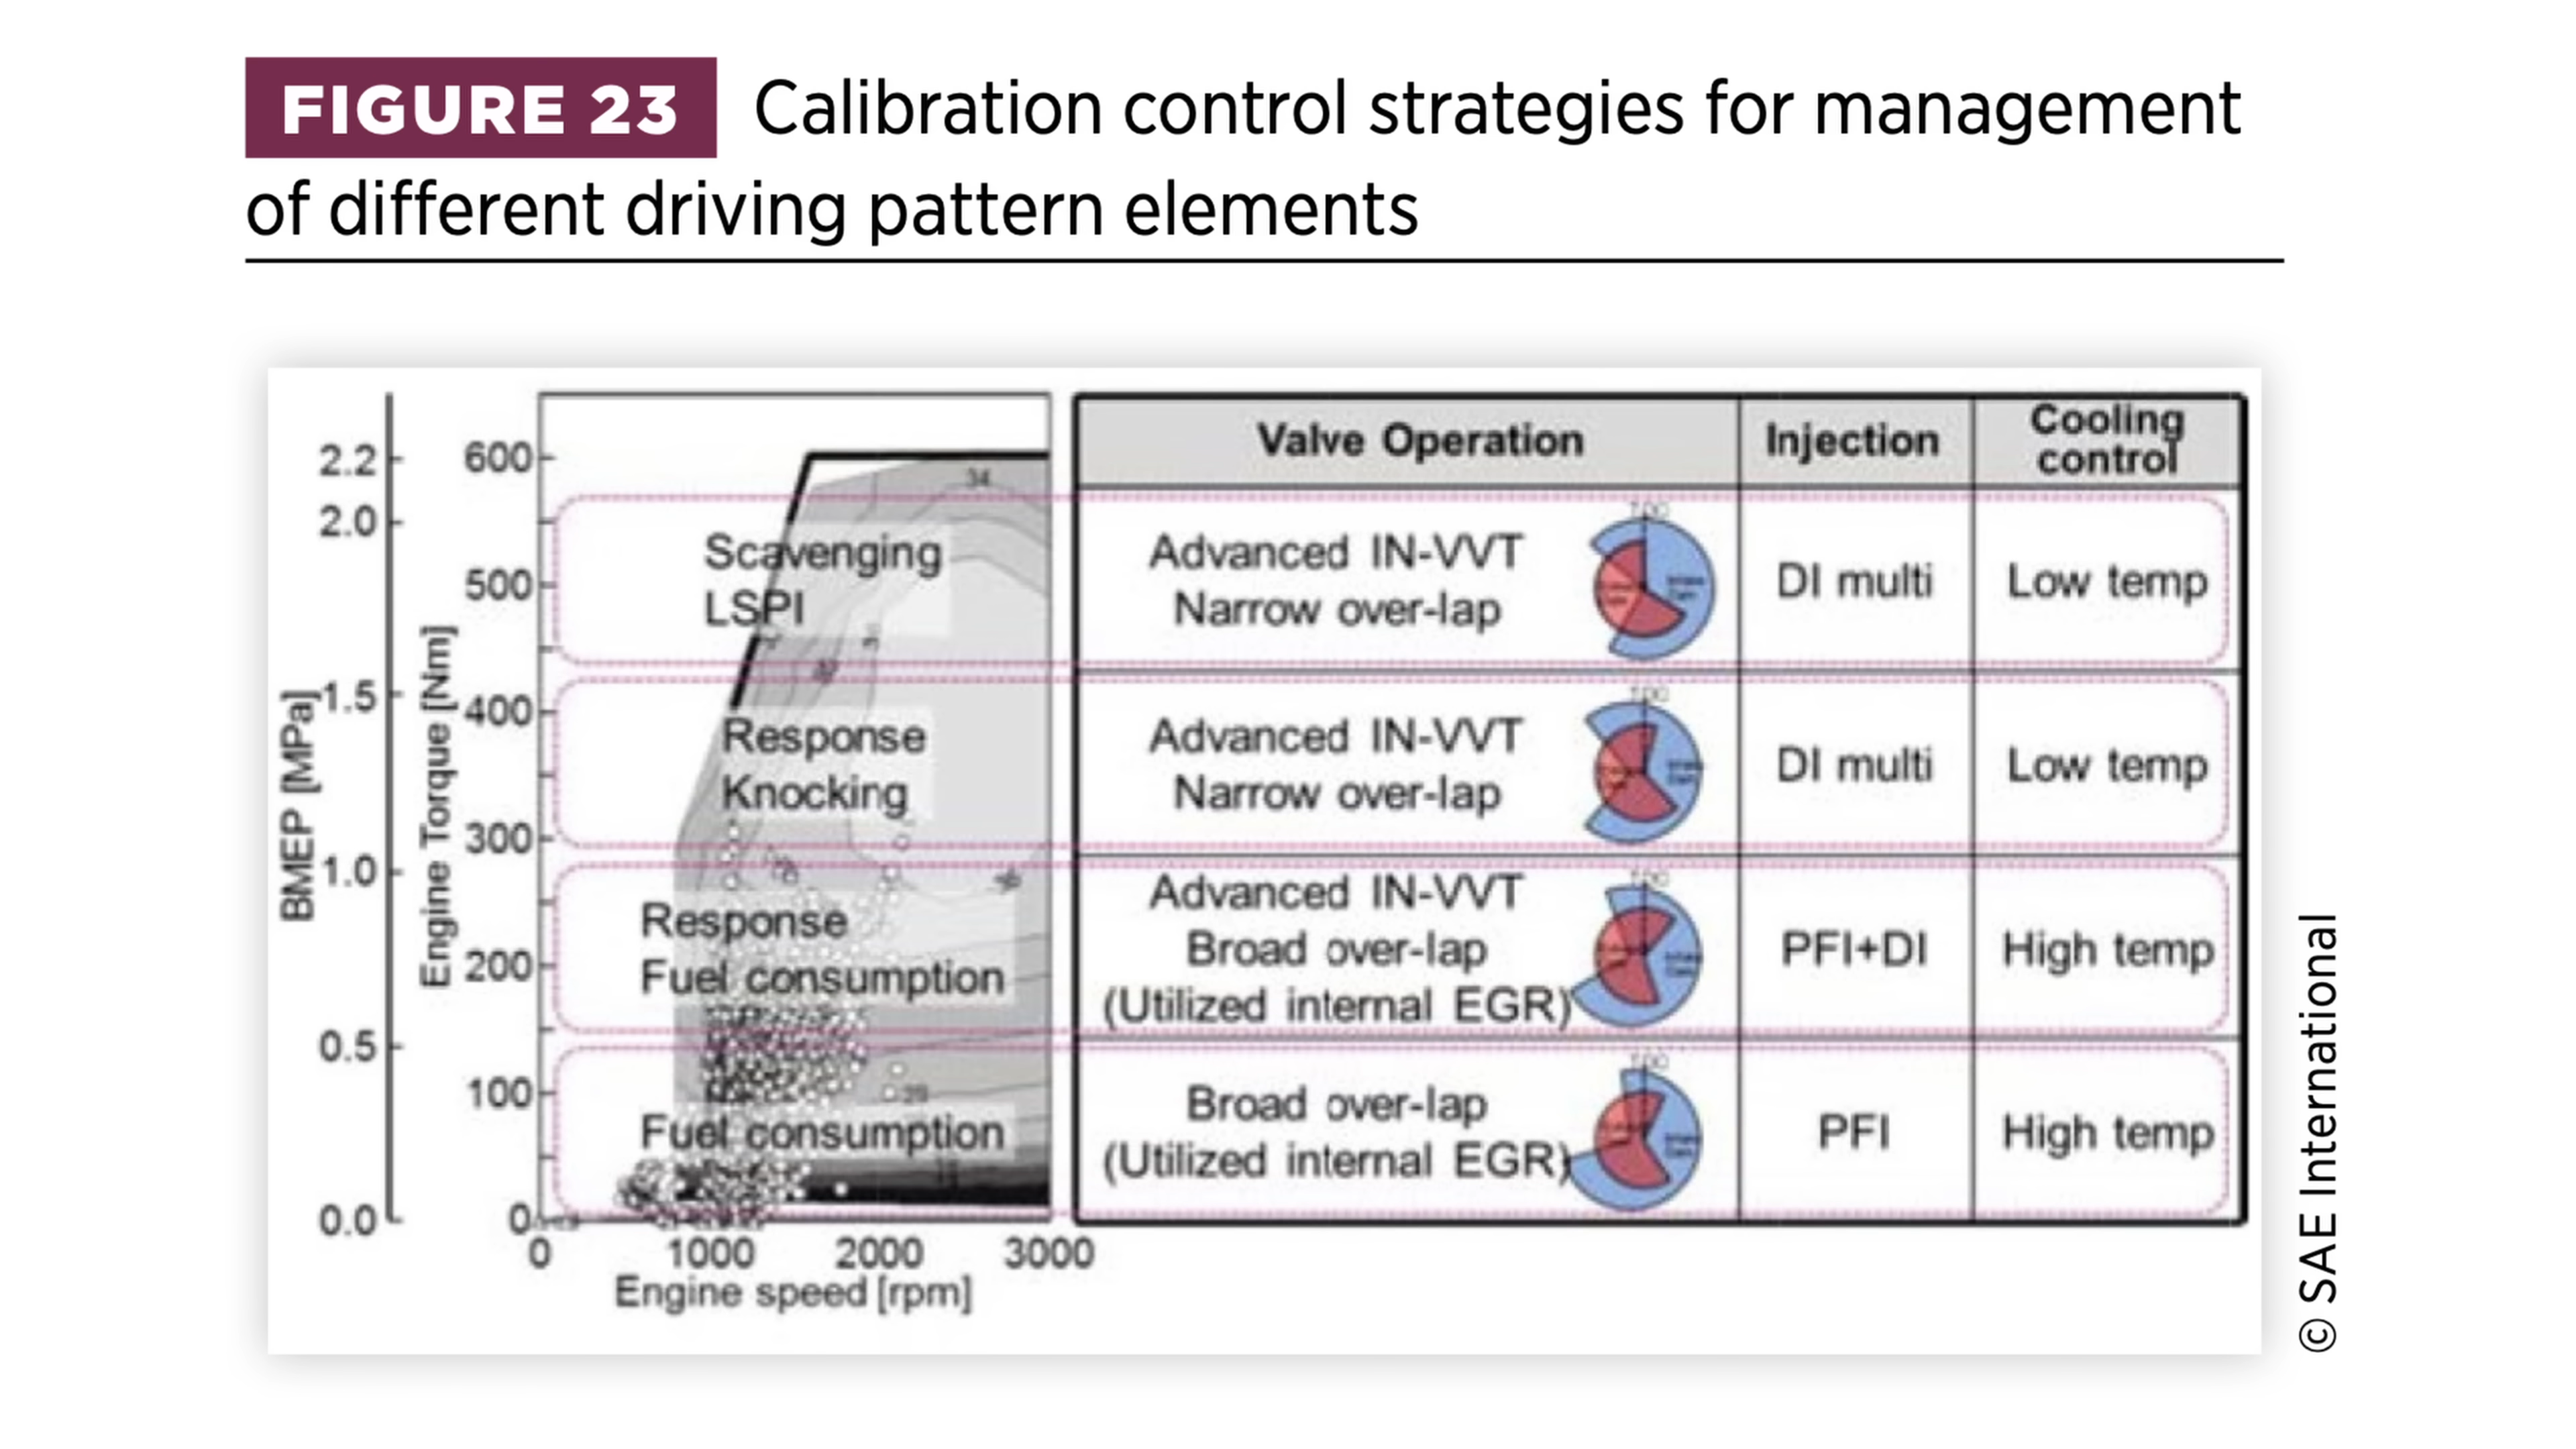 FIGURE 23 Calibration control strategies for management
of different driving pattern elements
BMEP [MPa]
2.2
2.0
1.5
1.0
0.5
0.0
Engine Torque [Nm]
600
500
400
300
200
100
0
0 1000 2000 3000
Engine speed [rpm]
34
Scavenging
LSPI
Response
Knocking
Response
Fuel consumption
Fuel consumption
Valve Operation Injection Cooling
control
Advanced IN-VVT
Narrow over-lap
DI multi
Low temp
Advanced IN-VVT
Narrow over-lap
DI multi
Low temp
Advanced IN-VVT
Broad over-lap
(Utilized internal EGR)
PFI+DI
High temp
Broad over-lap
(Utilized internal EGR)
PFI
High temp
© SAE International